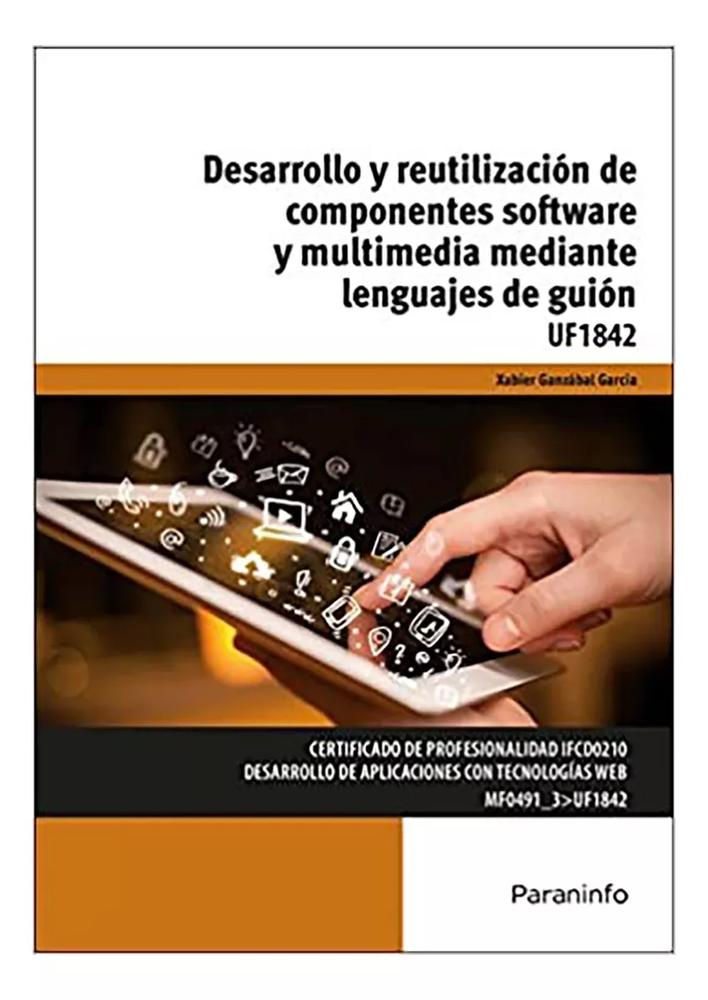 Desarrollo y reutilización de
componentes software
y multimedia mediante
lenguajes de guión
UF1842
Xabier Ganzábal García
CERTIFICADO DE PROFESIONALIDAD IFCD0210
DESARROLLO DE APLICACIONES CON TECNOLOGÍAS WEB
MF0491_3>UF1842
Paraninfo